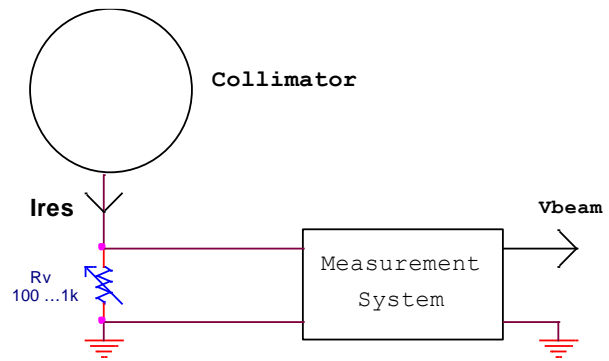 Collimator
Ires
Vbeam
Rv
100 ...1k
Measurement
System